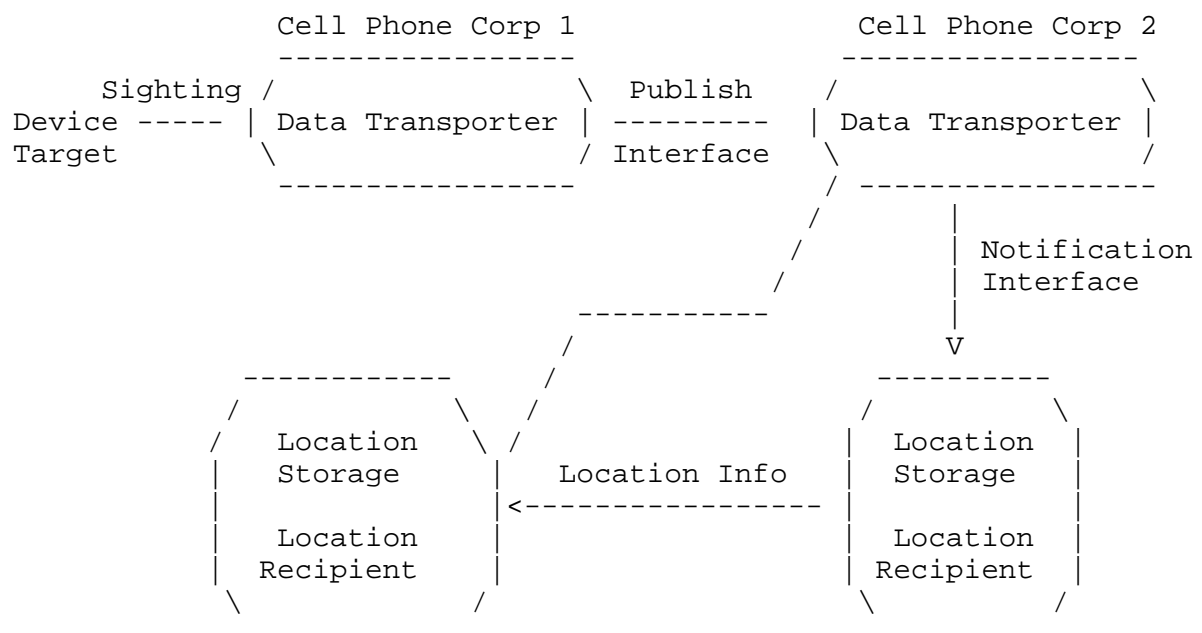 Cell Phone Corp 1 Cell Phone Corp 2
Sighting Publish
Device Data Transporter Data Transporter
Target Interface
Notification
Interface
V
Location Location
Storage Location Info Storage
Location Location
Recipient Recipient